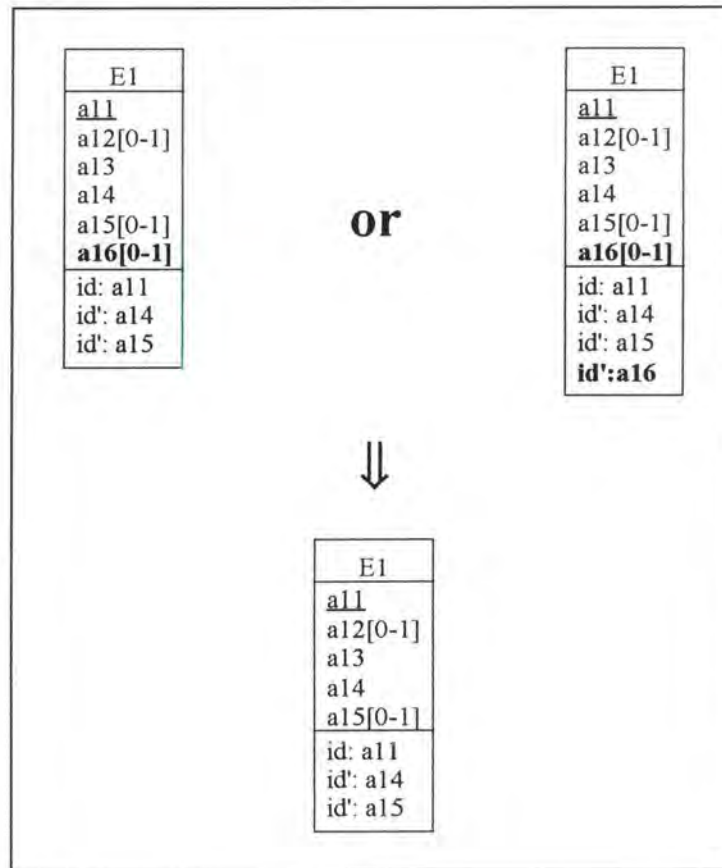 E1
a11
a12[0-1]
a13
a14
a15[0-1]
a16[0-1]
id: a11
id': a14
id': a15
or
E1
a11
a12[0-1]
a13
a14
a15[0-1]
a16[0-1]
id: a11
id': a14
id': a15
id':a16
⇓
E1
a11
a12[0-1]
a13
a14
a15[0-1]
id: a11
id': a14
id': a15